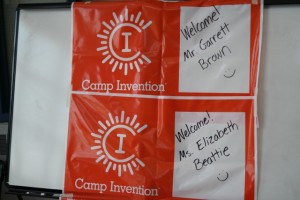 I
Camp Invention
Welcome!
Mr Garrett
Brown
I
Camp Invention
Welcome!
Ms. Elizabeth
Beattie